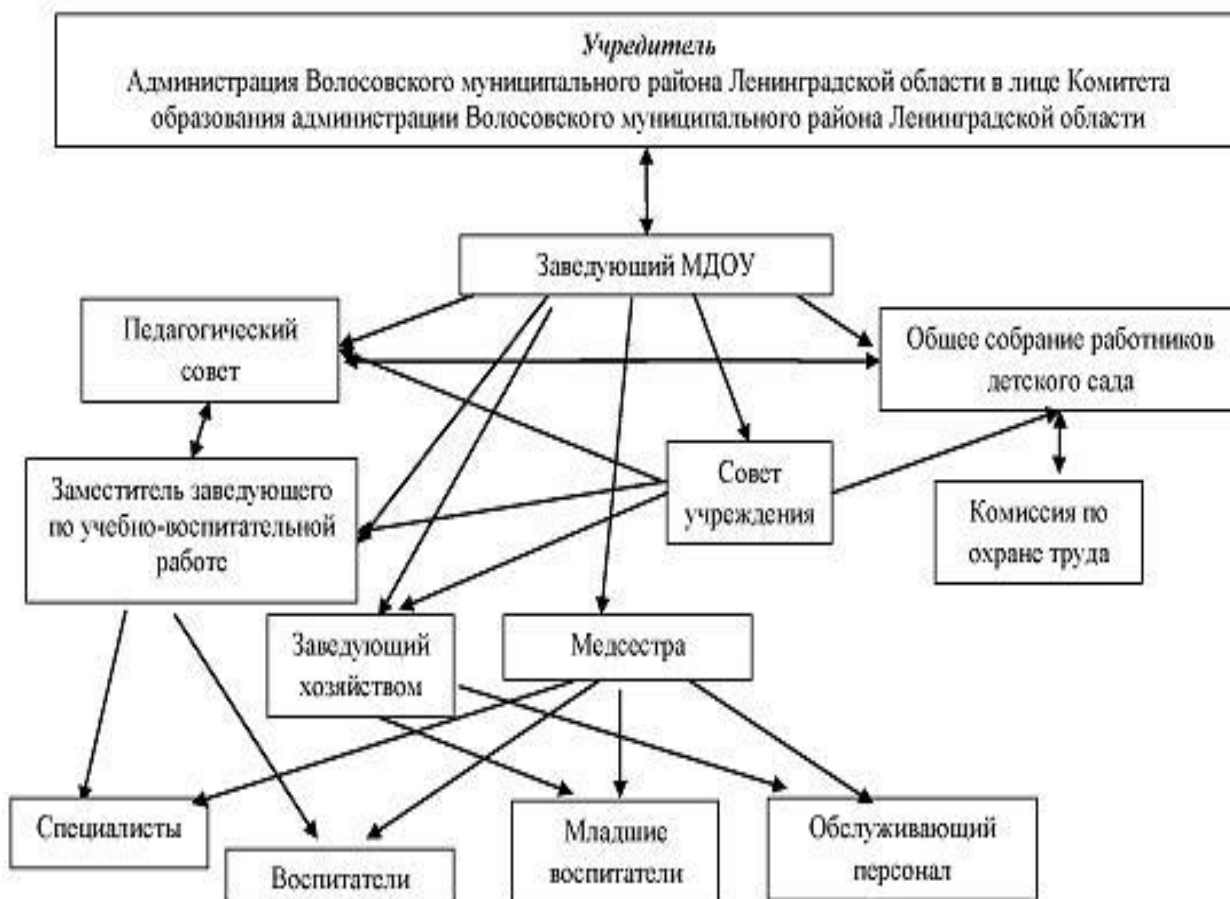 Учредитель
Администрация Волосовского муниципального района Ленинградской области в лице Комитета
образования администрации Волосовского муниципального района Ленинградской области
Заведующий МДОУ
Педагогический
совет
Общее собрание работников
детского сада
Заместитель заведующего
по учебно-воспитательной
работе
Совет
учреждения
Комиссия по
охране труда
Заведующий
хозяйством
Медсестра
Специалисты
Воспитатели
Младшие
воспитатели
Обслуживающий
персонал